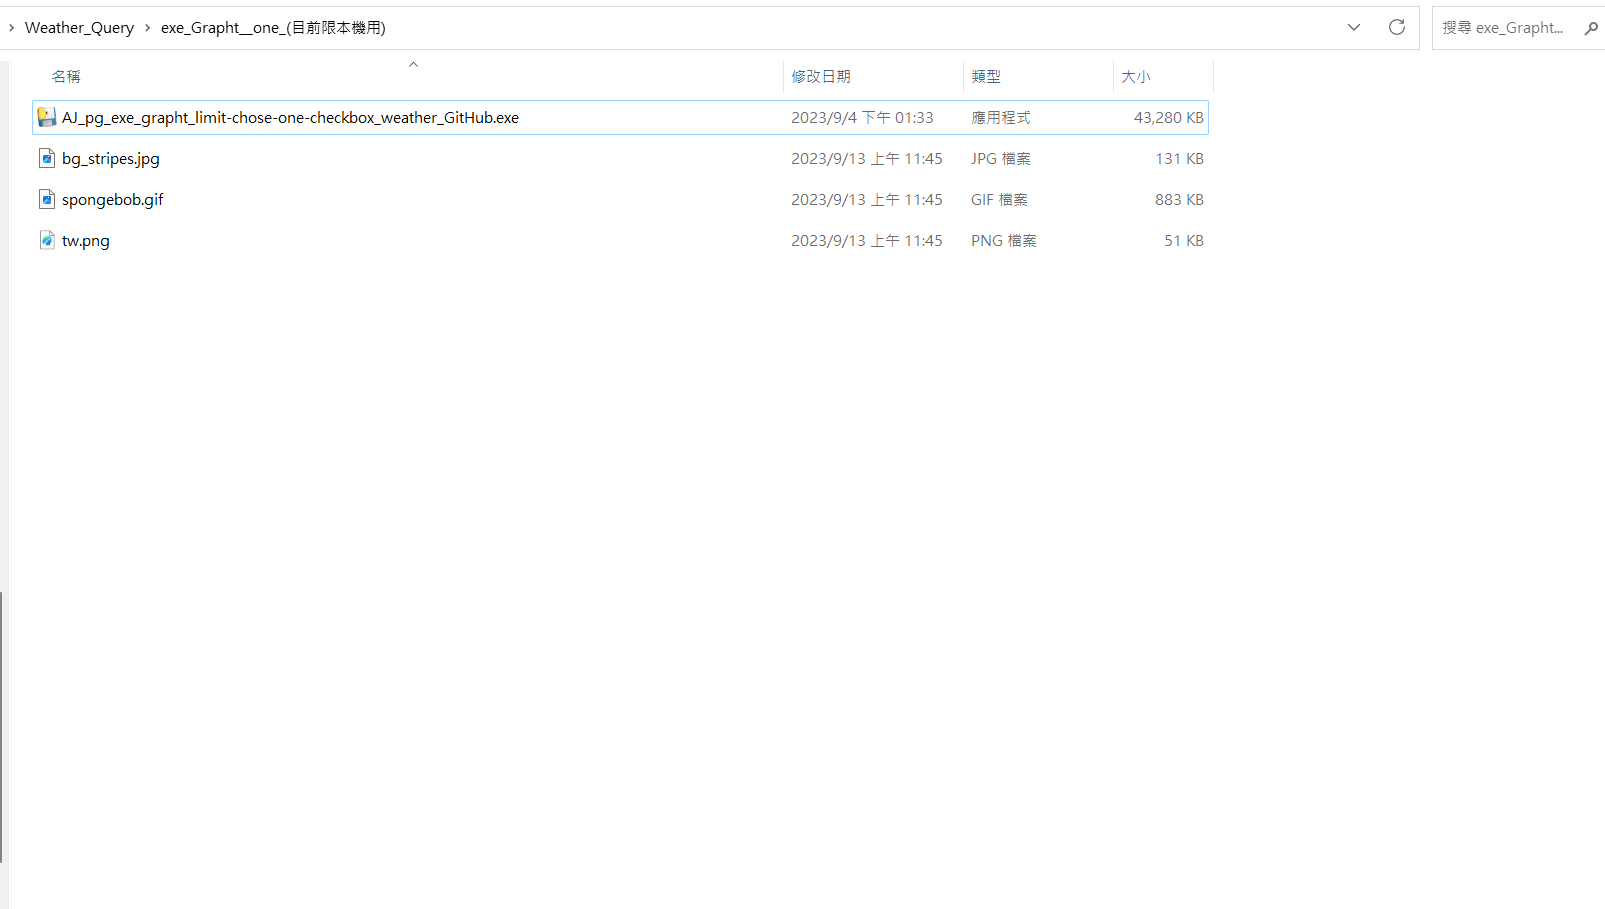 Weather_Query exe_Grapht__one_(目前限本機用) 搜尋 exe_Grapht...
名稱 修改日期 類型 大小
AJ_pg_exe_grapht_limit-chose-one-checkbox_weather_GitHub.exe 2023/9/4 下午 01:33 應用程式 43,280 KB
bg_stripes.jpg 2023/9/13 上午 11:45 JPG 檔案 131 KB
spongebob.gif 2023/9/13 上午 11:45 GIF 檔案 883 KB
tw.png 2023/9/13 上午 11:45 PNG 檔案 51 KB